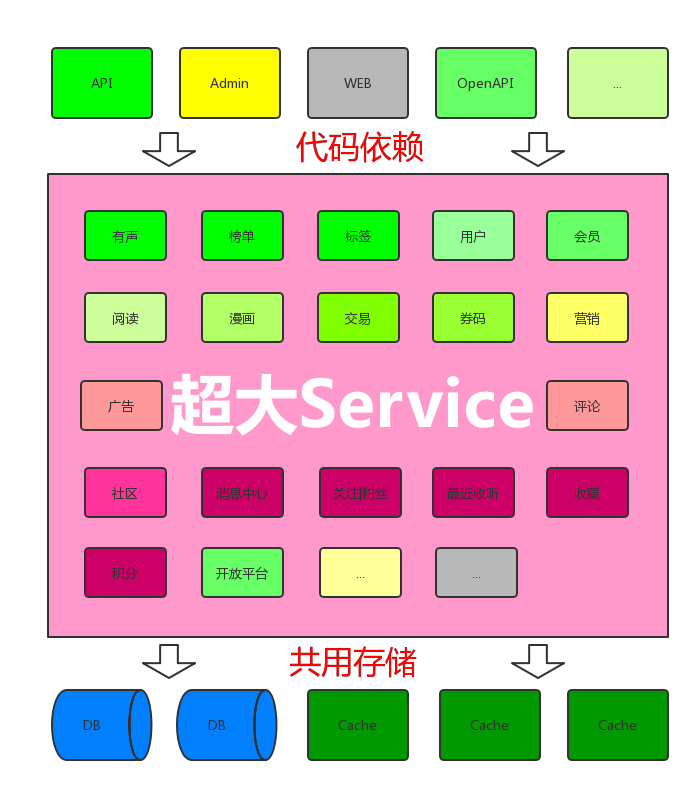 API
Admin
WEB
OpenAPI
...
代码依赖
有声
榜单
标签
用户
会员
阅读
漫画
交易
券码
营销
广告
超大Service
评论
社区
消息中心
关注|粉丝
最近收听
收藏
积分
开放平台
...
...
共用存储
DB
DB
Cache
Cache
Cache